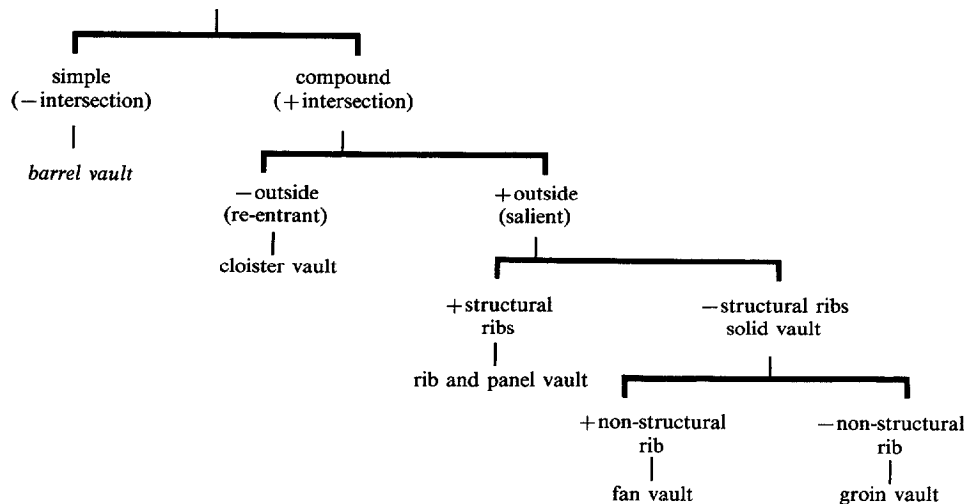 simple
(−intersection)
compound
(+intersection)
barrel vault
−outside
(re-entrant)
+outside
(salient)
cloister vault
+structural
ribs
−structural ribs
solid vault
rib and panel vault
+non-structural
rib
−non-structural
rib
fan vault
groin vault